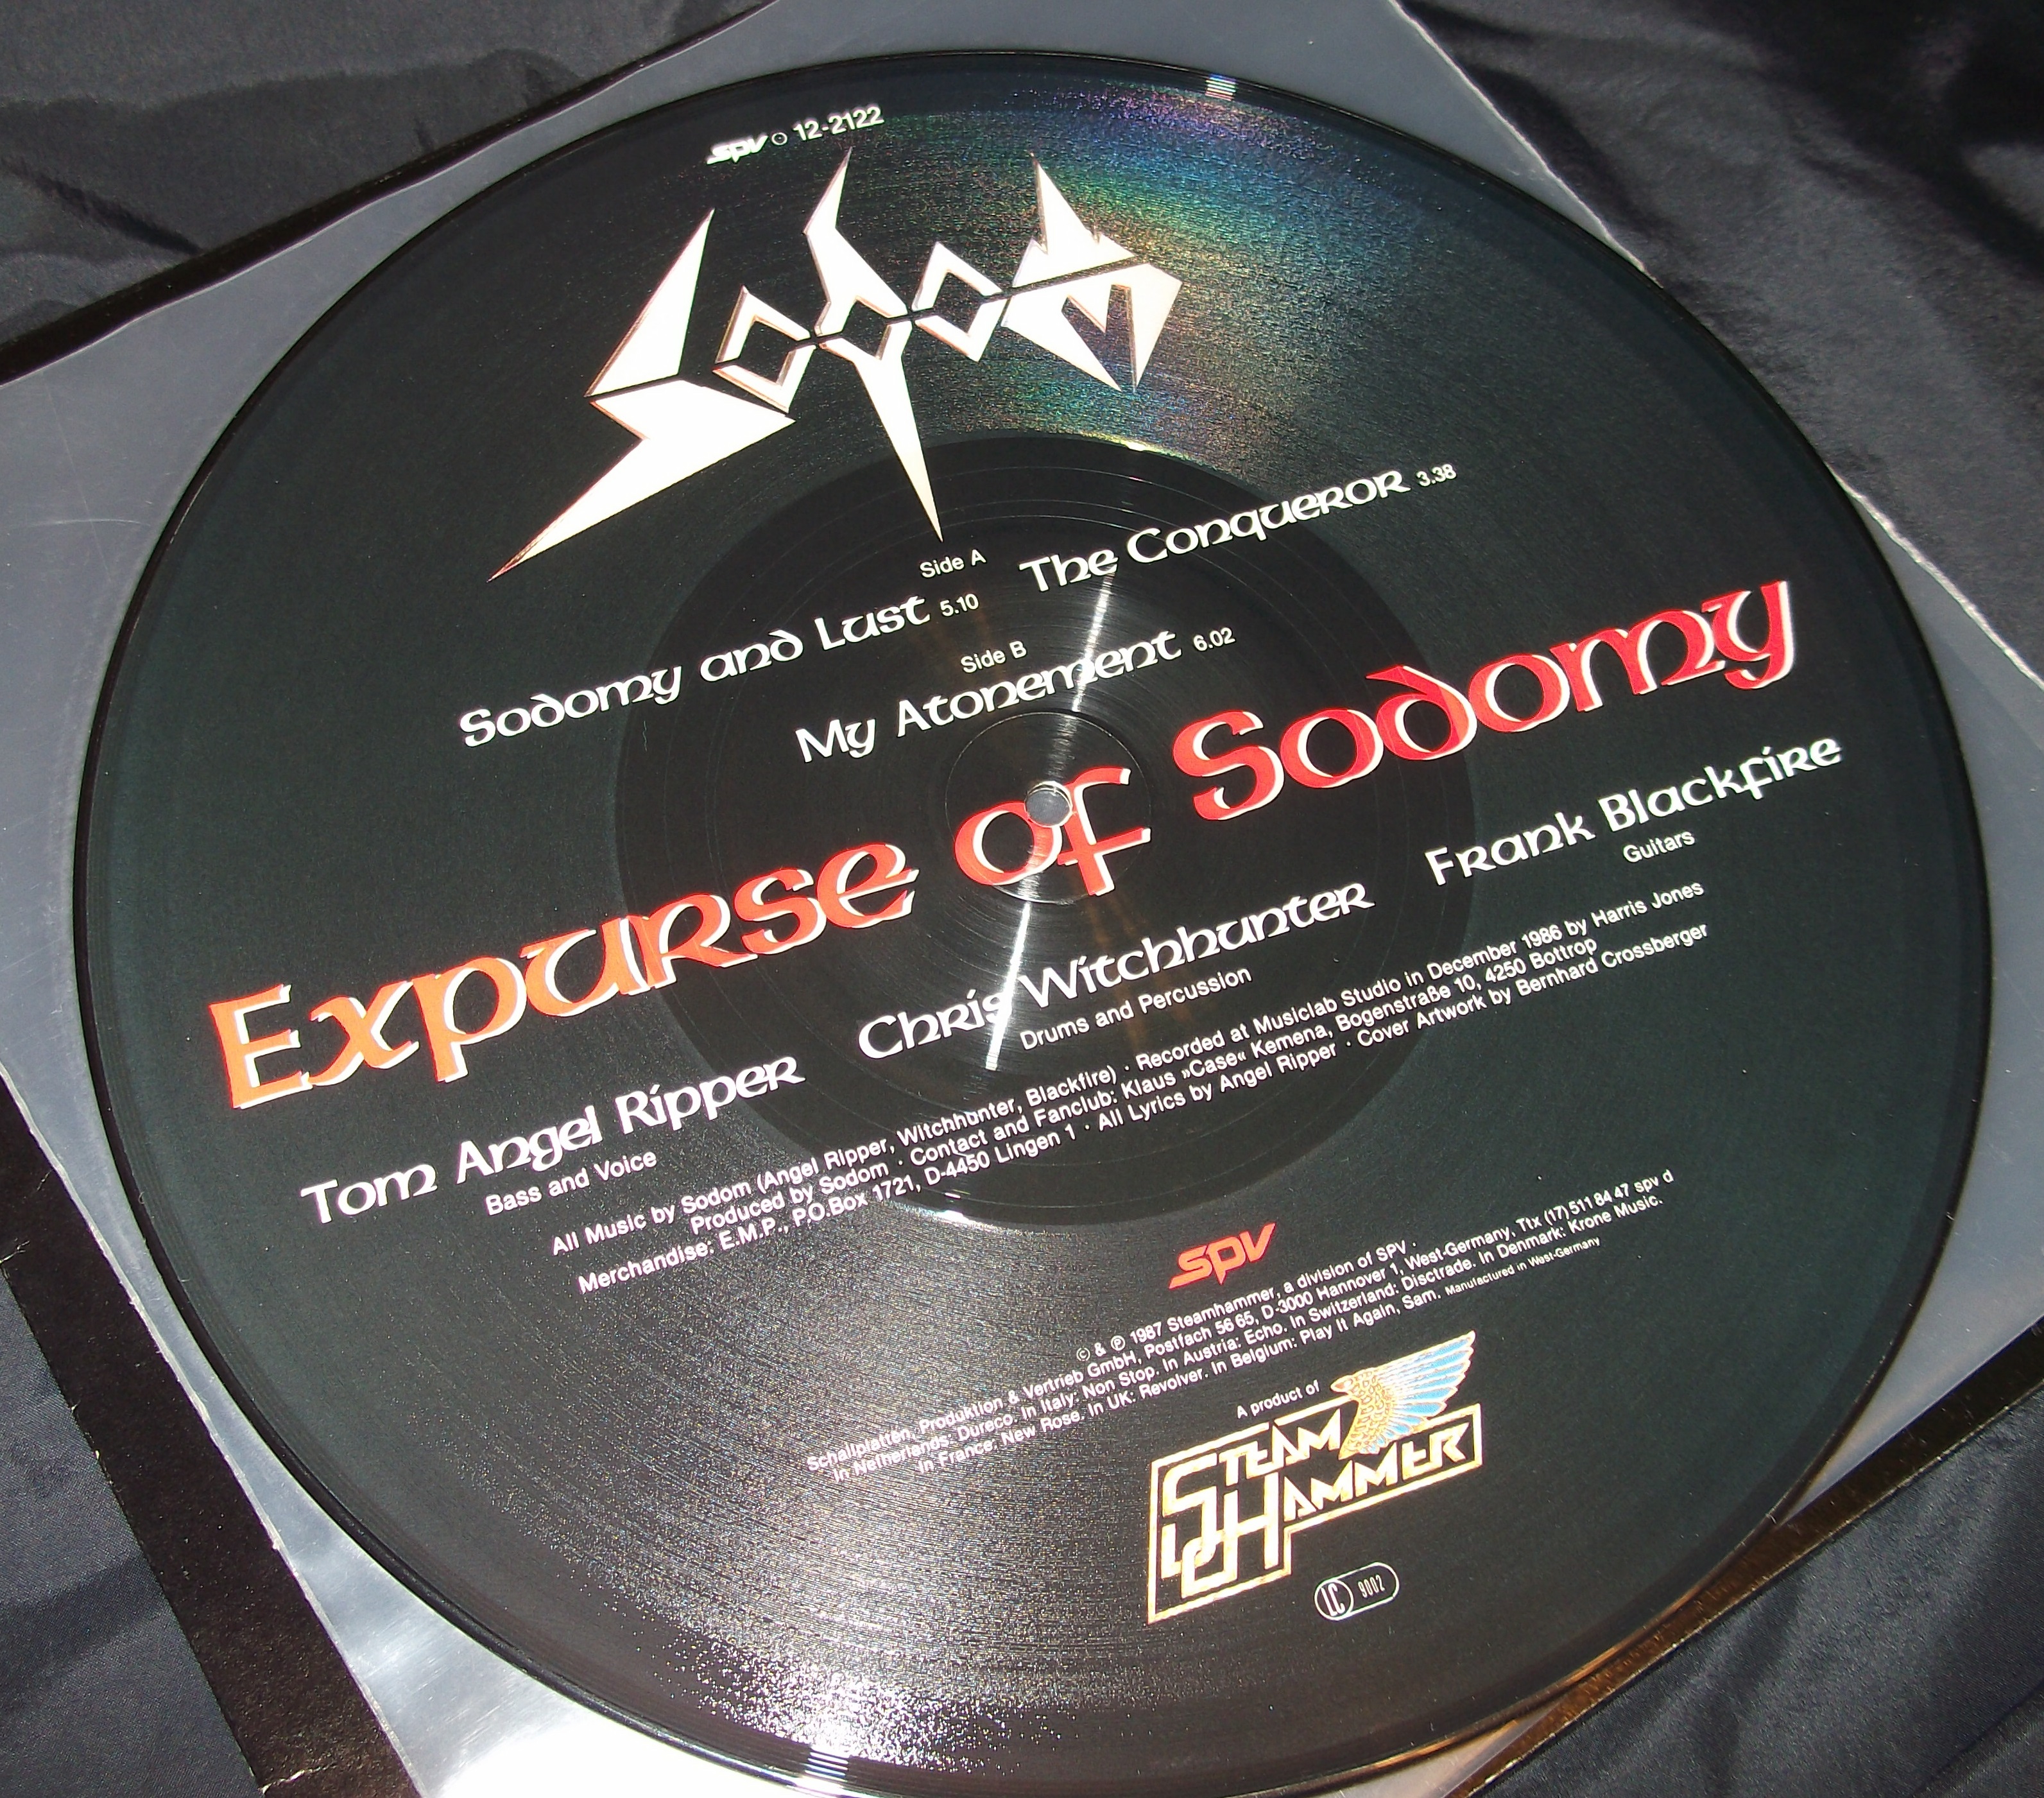 spv 12-2122
Sodom
Side A
Sodomy and Lust 5.10 The Conqueror 3.38
Side B
My Atonement 6.02
Expurse of Sodomy
Tom Angel Ripper Chris Witchhunter Frank Blackfire
Bass and Voice Drums and Percussion Guitars
All Music by Sodom (Angel Ripper, Witchhunter, Blackfire) · Recorded at Musiclab Studio in December 1986 by Harris Jones
Produced by Sodom · Contact and Fanclub: Klaus »Case« Kemena, Bogenstraße 10, 4250 Bottrop
Merchandise: E.M.P., P.O.Box 1721, D-4450 Lingen 1 · All Lyrics by Angel Ripper · Cover Artwork by Bernhard Crossberger
spv
© & ℗ 1987 Steamhammer, a division of SPV .
Schallplatten, Produktion & Vertrieb GmbH, Postfach 56 65, D-3000 Hannover 1, West-Germany, Ttx (17) 511 84 47 spv d
In Netherlands: Dureco. In Italy: Non Stop. In Austria: Echo. In Switzerland: Disctrade. In Denmark: Krone Music.
In France: New Rose. In UK: Revolver. In Belgium: Play It Again, Sam. Manufactured in West-Germany
A product of
STEAM
HAMMER
LC 9002